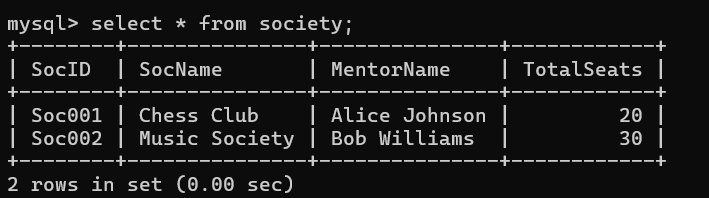 mysql> select * from society;
+--------+---------------+---------------+------------+
| SocID  | SocName       | MentorName    | TotalSeats |
+--------+---------------+---------------+------------+
| Soc001 | Chess Club    | Alice Johnson |         20 |
| Soc002 | Music Society | Bob Williams  |         30 |
+--------+---------------+---------------+------------+
2 rows in set (0.00 sec)